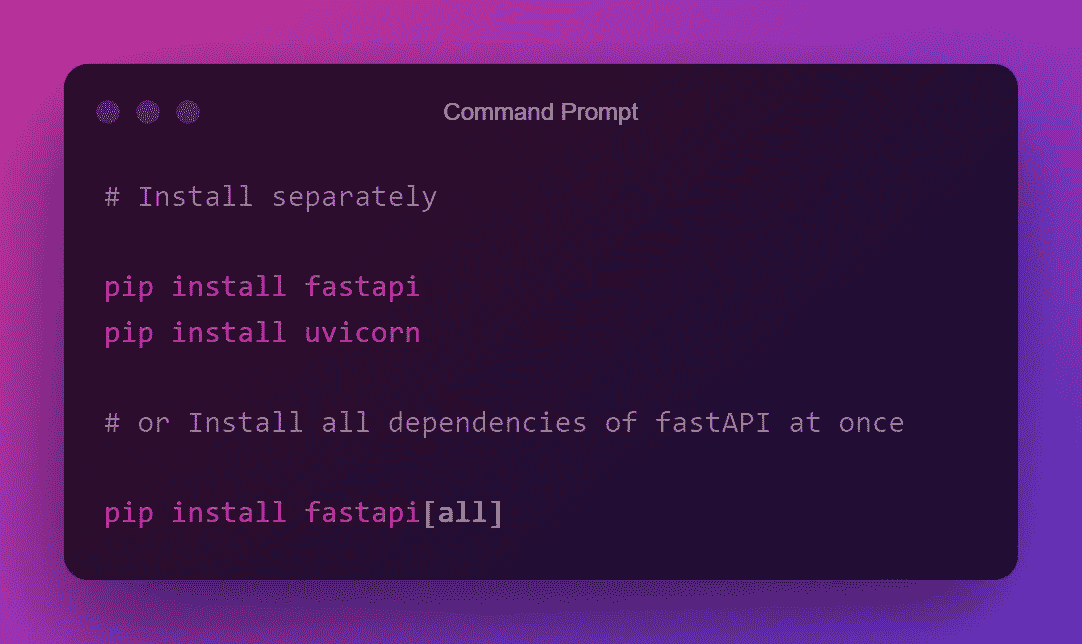 Command Prompt
# Install separately
pip install fastapi
pip install uvicorn
# or Install all dependencies of fastAPI at once
pip install fastapi[all]